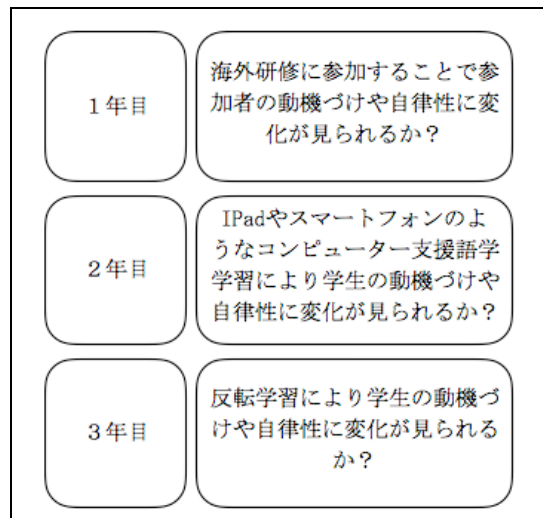 1年目
海外研修に参加することで参
加者の動機づけや自律性に変
化が見られるか？
2年目
IPadやスマートフォンのよ
うなコンピューター支援語学
学習により学生の動機づけや
自律性に変化が見られるか？
3年目
反転学習により学生の動機づ
けや自律性に変化が見られる
か？